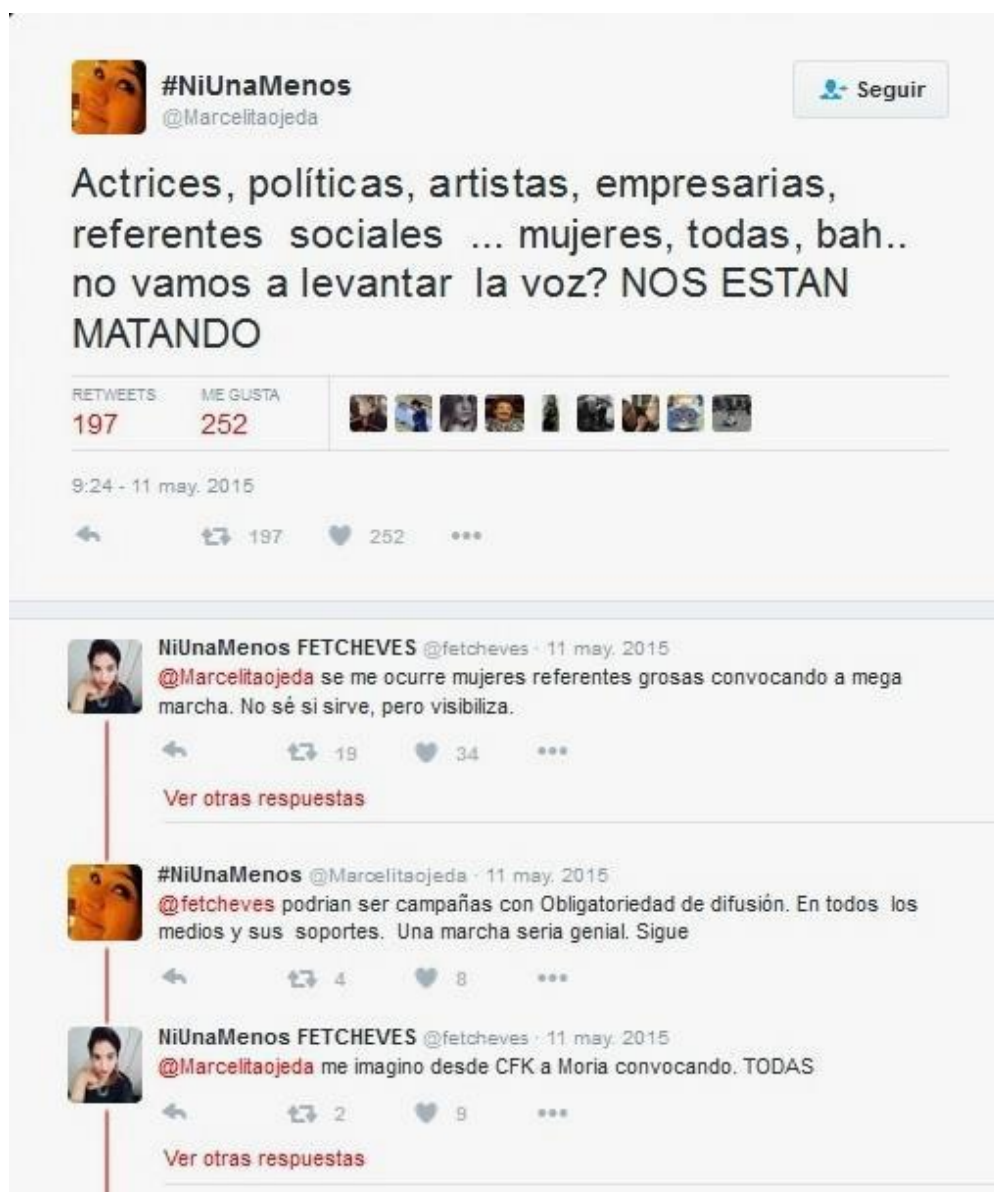 #NiUnaMenos
@Marcelitaojeda
Seguir
Actrices, políticas, artistas, empresarias,
referentes sociales ... mujeres, todas, bah..
no vamos a levantar la voz? NOS ESTAN
MATANDO
RETWEETS ME GUSTA
197 252
9:24 - 11 may. 2015
197 252
NiUnaMenos FETCHEVES @fetcheves · 11 may. 2015
@Marcelitaojeda se me ocurre mujeres referentes grosas convocando a mega
marcha. No sé si sirve, pero visibiliza.
19 34
Ver otras respuestas
#NiUnaMenos @Marcelitaojeda · 11 may. 2015
@fetcheves podrian ser campañas con Obligatoriedad de difusión. En todos los
medios y sus soportes. Una marcha seria genial. Sigue
4 8
NiUnaMenos FETCHEVES @fetcheves · 11 may. 2015
@Marcelitaojeda me imagino desde CFK a Moria convocando. TODAS
2 9
Ver otras respuestas